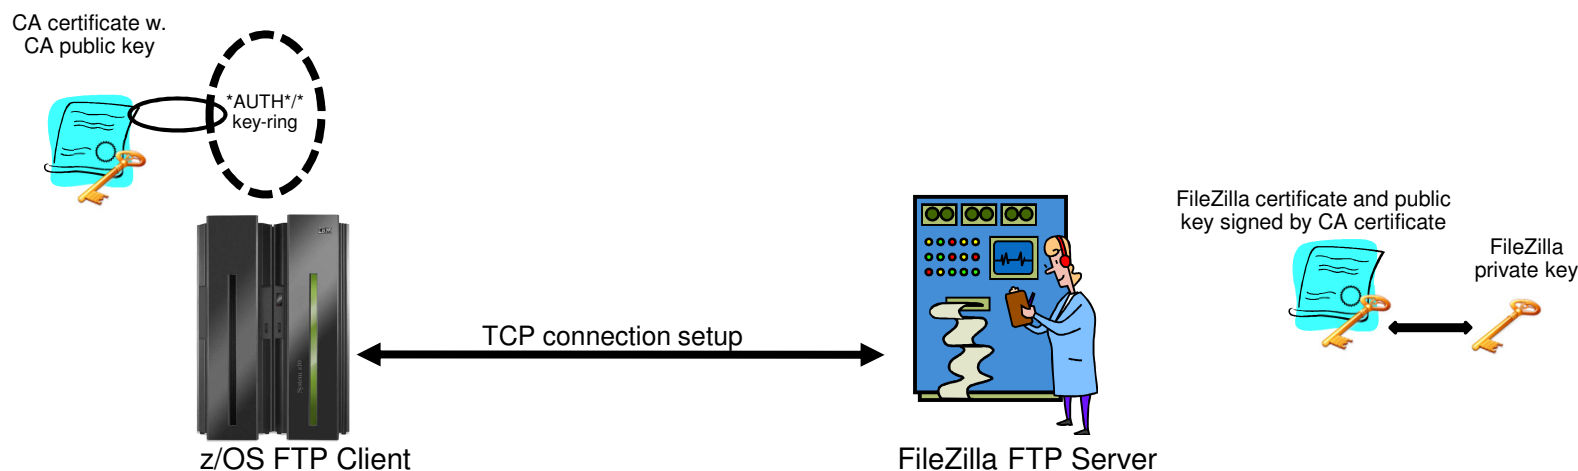 CA certificate w.
CA public key
*AUTH*/*
key-ring
FileZilla certificate and public
key signed by CA certificate
FileZilla
private key
TCP connection setup
z/OS FTP Client
FileZilla FTP Server